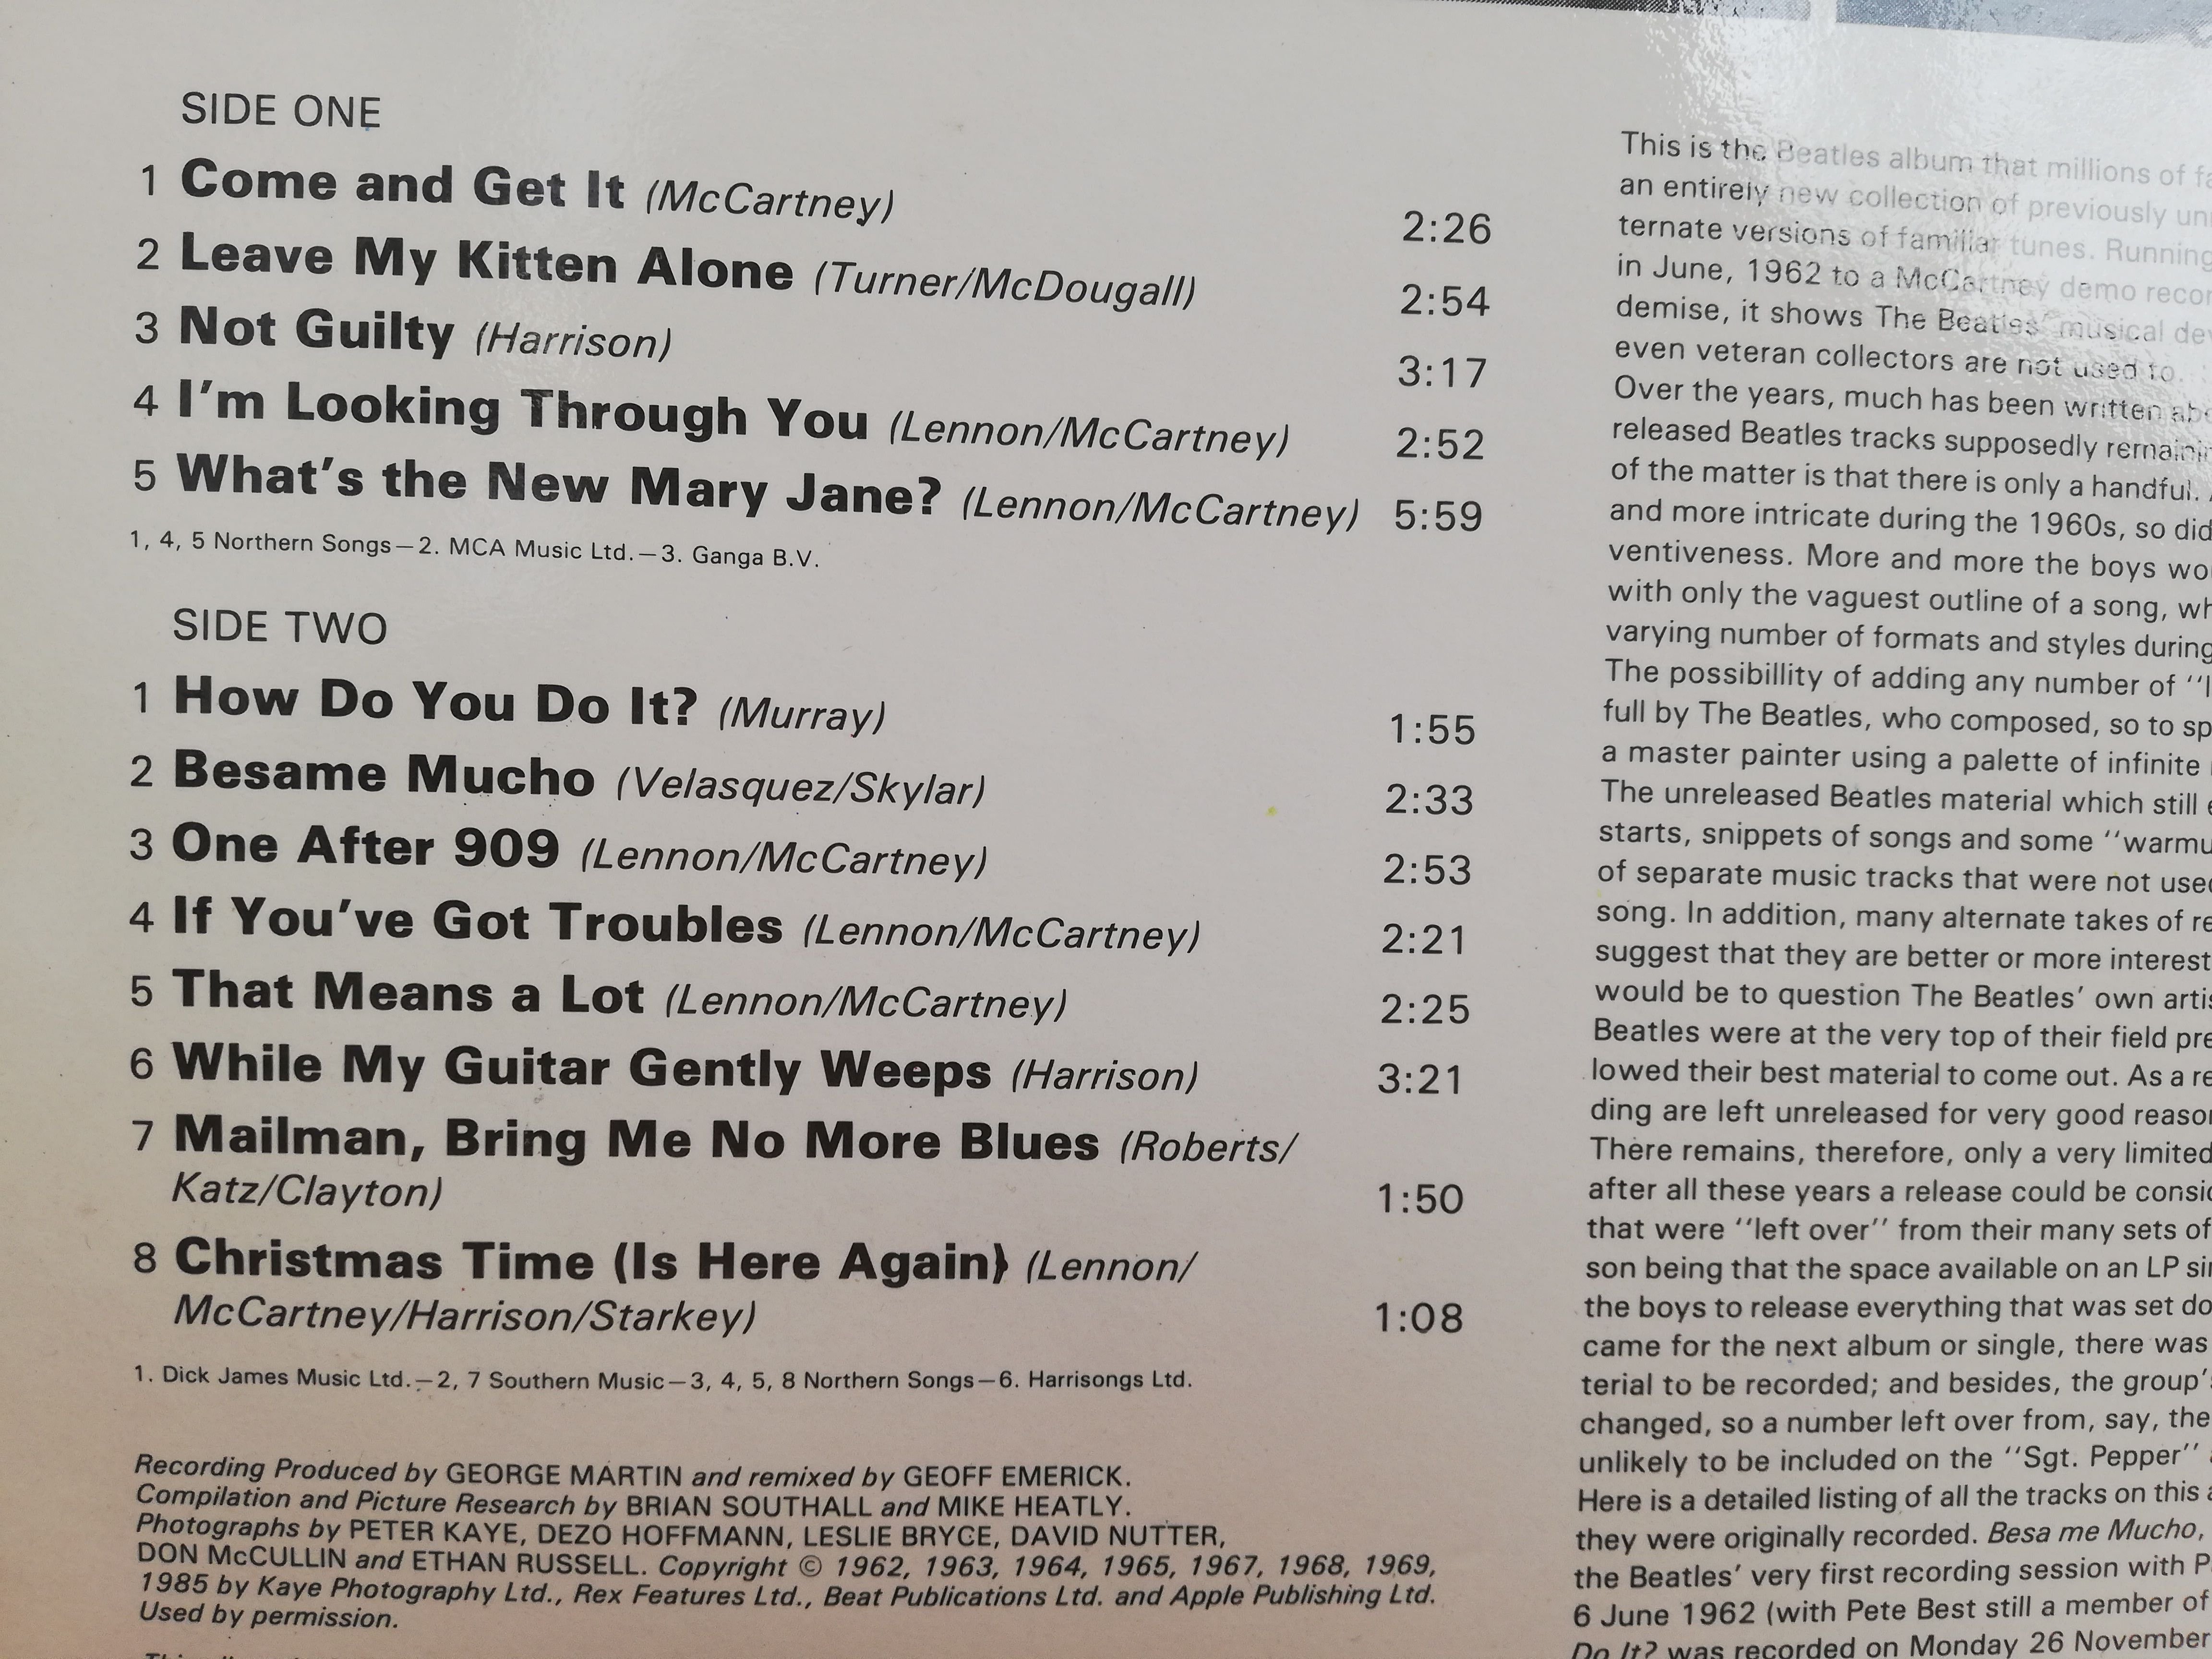 SIDE ONE
1 Come and Get It (McCartney) 2:26
2 Leave My Kitten Alone (Turner/McDougall) 2:54
3 Not Guilty (Harrison) 3:17
4 I'm Looking Through You (Lennon/McCartney) 2:52
5 What's the New Mary Jane? (Lennon/McCartney) 5:59
1, 4, 5 Northern Songs—2. MCA Music Ltd.—3. Ganga B.V.
SIDE TWO
1 How Do You Do It? (Murray) 1:55
2 Besame Mucho (Velasquez/Skylar) 2:33
3 One After 909 (Lennon/McCartney) 2:53
4 If You've Got Troubles (Lennon/McCartney) 2:21
5 That Means a Lot (Lennon/McCartney) 2:25
6 While My Guitar Gently Weeps (Harrison) 3:21
7 Mailman, Bring Me No More Blues (Roberts/
Katz/Clayton) 1:50
8 Christmas Time (Is Here Again} (Lennon/
McCartney/Harrison/Starkey) 1:08
1. Dick James Music Ltd.—2, 7 Southern Music—3, 4, 5, 8 Northern Songs—6. Harrisongs Ltd.
Recording Produced by GEORGE MARTIN and remixed by GEOFF EMERICK.
Compilation and Picture Research by BRIAN SOUTHALL and MIKE HEATLY.
Photographs by PETER KAYE, DEZO HOFFMANN, LESLIE BRYCE, DAVID NUTTER,
DON McCULLIN and ETHAN RUSSELL. Copyright © 1962, 1963, 1964, 1965, 1967, 1968, 1969,
1985 by Kaye Photography Ltd., Rex Features Ltd., Beat Publications Ltd. and Apple Publishing Ltd.
Used by permission.
This is the Beatles album that millions of
an entirely new collection of previously
ternate versions of familiar tunes. Running
in June, 1962 to a McCartney demo
demise, it shows The Beatles' musical
even veteran collectors are not used to.
Over the years, much has been written
released Beatles tracks supposedly
of the matter is that there is only a handful.
and more intricate during the 1960s, so did
ventiveness. More and more the boys
with only the vaguest outline of a song,
varying number of formats and styles during
The possibillity of adding any number of
full by The Beatles, who composed, so to
a master painter using a palette of infinite
The unreleased Beatles material which still
starts, snippets of songs and some
of separate music tracks that were not
song. In addition, many alternate takes of
suggest that they are better or more
would be to question The Beatles' own
Beatles were at the very top of their field
lowed their best material to come out. As a
ding are left unreleased for very good
There remains, therefore, only a very limited
after all these years a release could be
that were "left over" from their many sets of
son being that the space available on an LP
the boys to release everything that was set
came for the next album or single, there was
terial to be recorded; and besides, the group's
changed, so a number left over from, say, the
unlikely to be included on the "Sgt. Pepper"
Here is a detailed listing of all the tracks on this
they were originally recorded. Besa me Mucho,
the Beatles' very first recording session with
6 June 1962 (with Pete Best still a member of
Do It? was recorded on Monday 26 November